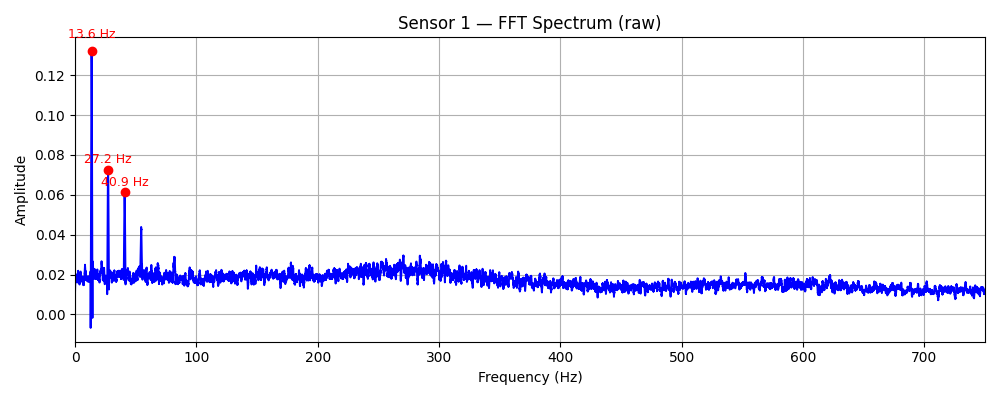 Sensor 1 — FFT Spectrum (raw)
13.6 Hz
27.2 Hz
40.9 Hz
Amplitude
0.12
0.10
0.08
0.06
0.04
0.02
0.00
0 100 200 300 400 500 600 700
Frequency (Hz)